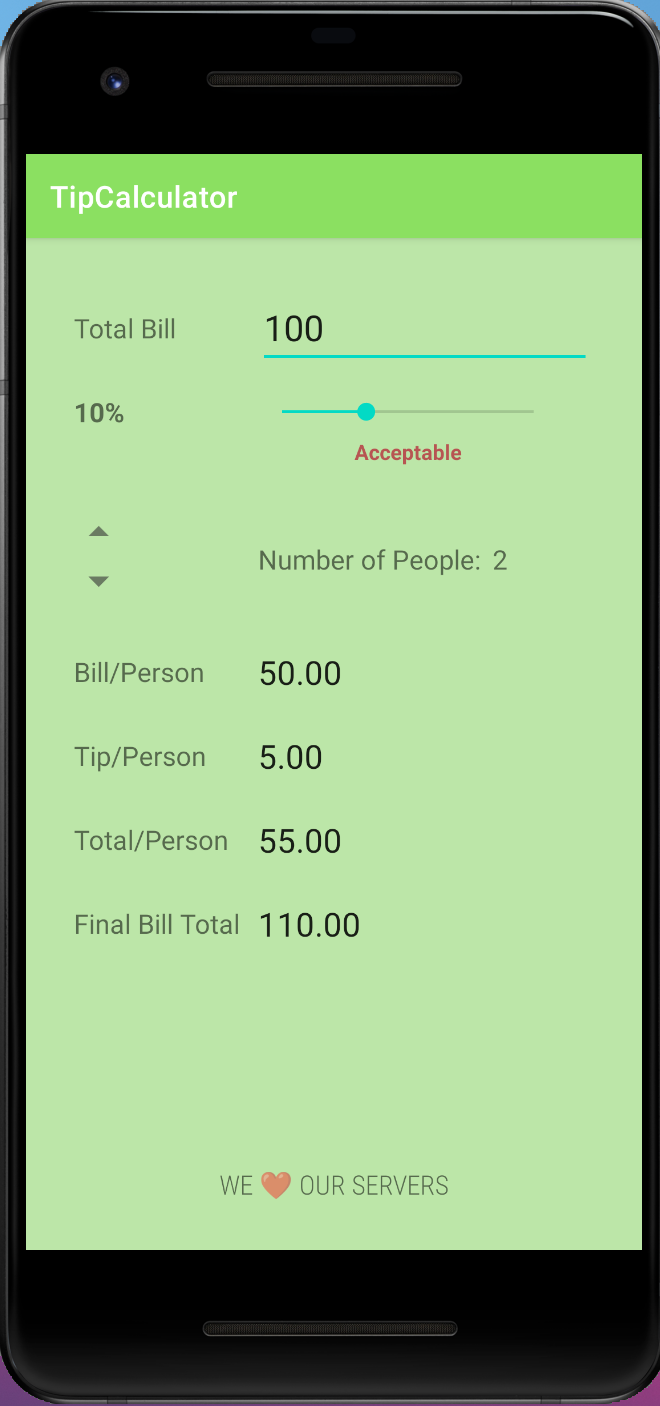 TipCalculator
Total Bill 100
10%
Acceptable
Number of People: 2
Bill/Person 50.00
Tip/Person 5.00
Total/Person 55.00
Final Bill Total 110.00
WE ❤️ OUR SERVERS